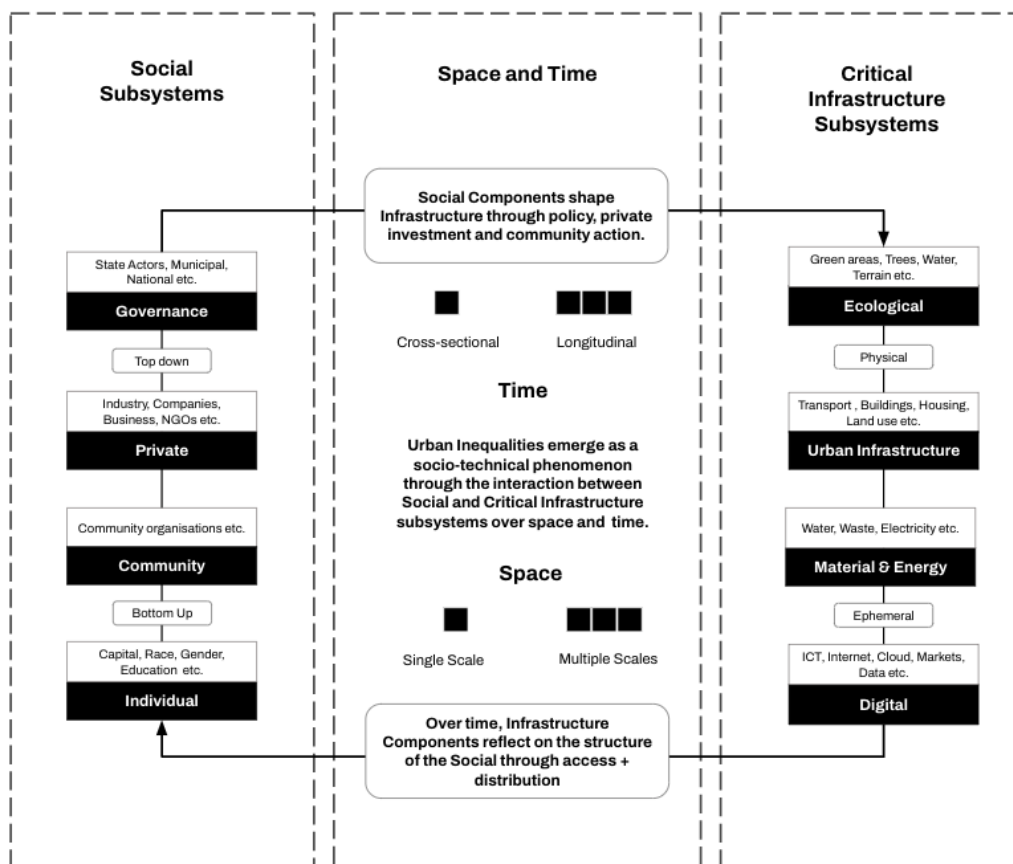 Social
Subsystems
State Actors, Municipal,
National etc.
Governance
Top down
Industry, Companies,
Business, NGOs etc.
Private
Community organisations etc.
Community
Bottom Up
Capital, Race, Gender,
Education etc.
Individual
Space and Time
Social Components shape
Infrastructure through policy, private
investment and community action.
Cross-sectional
Longitudinal
Time
Urban Inequalities emerge as a
socio-technical phenomenon
through the interaction between
Social and Critical Infrastructure
subsystems over space and time.
Space
Single Scale
Multiple Scales
Over time, Infrastructure
Components reflect on the structure
of the Social through access +
distribution
Critical
Infrastructure
Subsystems
Green areas, Trees, Water,
Terrain etc.
Ecological
Physical
Transport , Buildings, Housing,
Land use etc.
Urban Infrastructure
Water, Waste, Electricity etc.
Material & Energy
Ephemeral
ICT, Internet, Cloud, Markets,
Data etc.
Digital